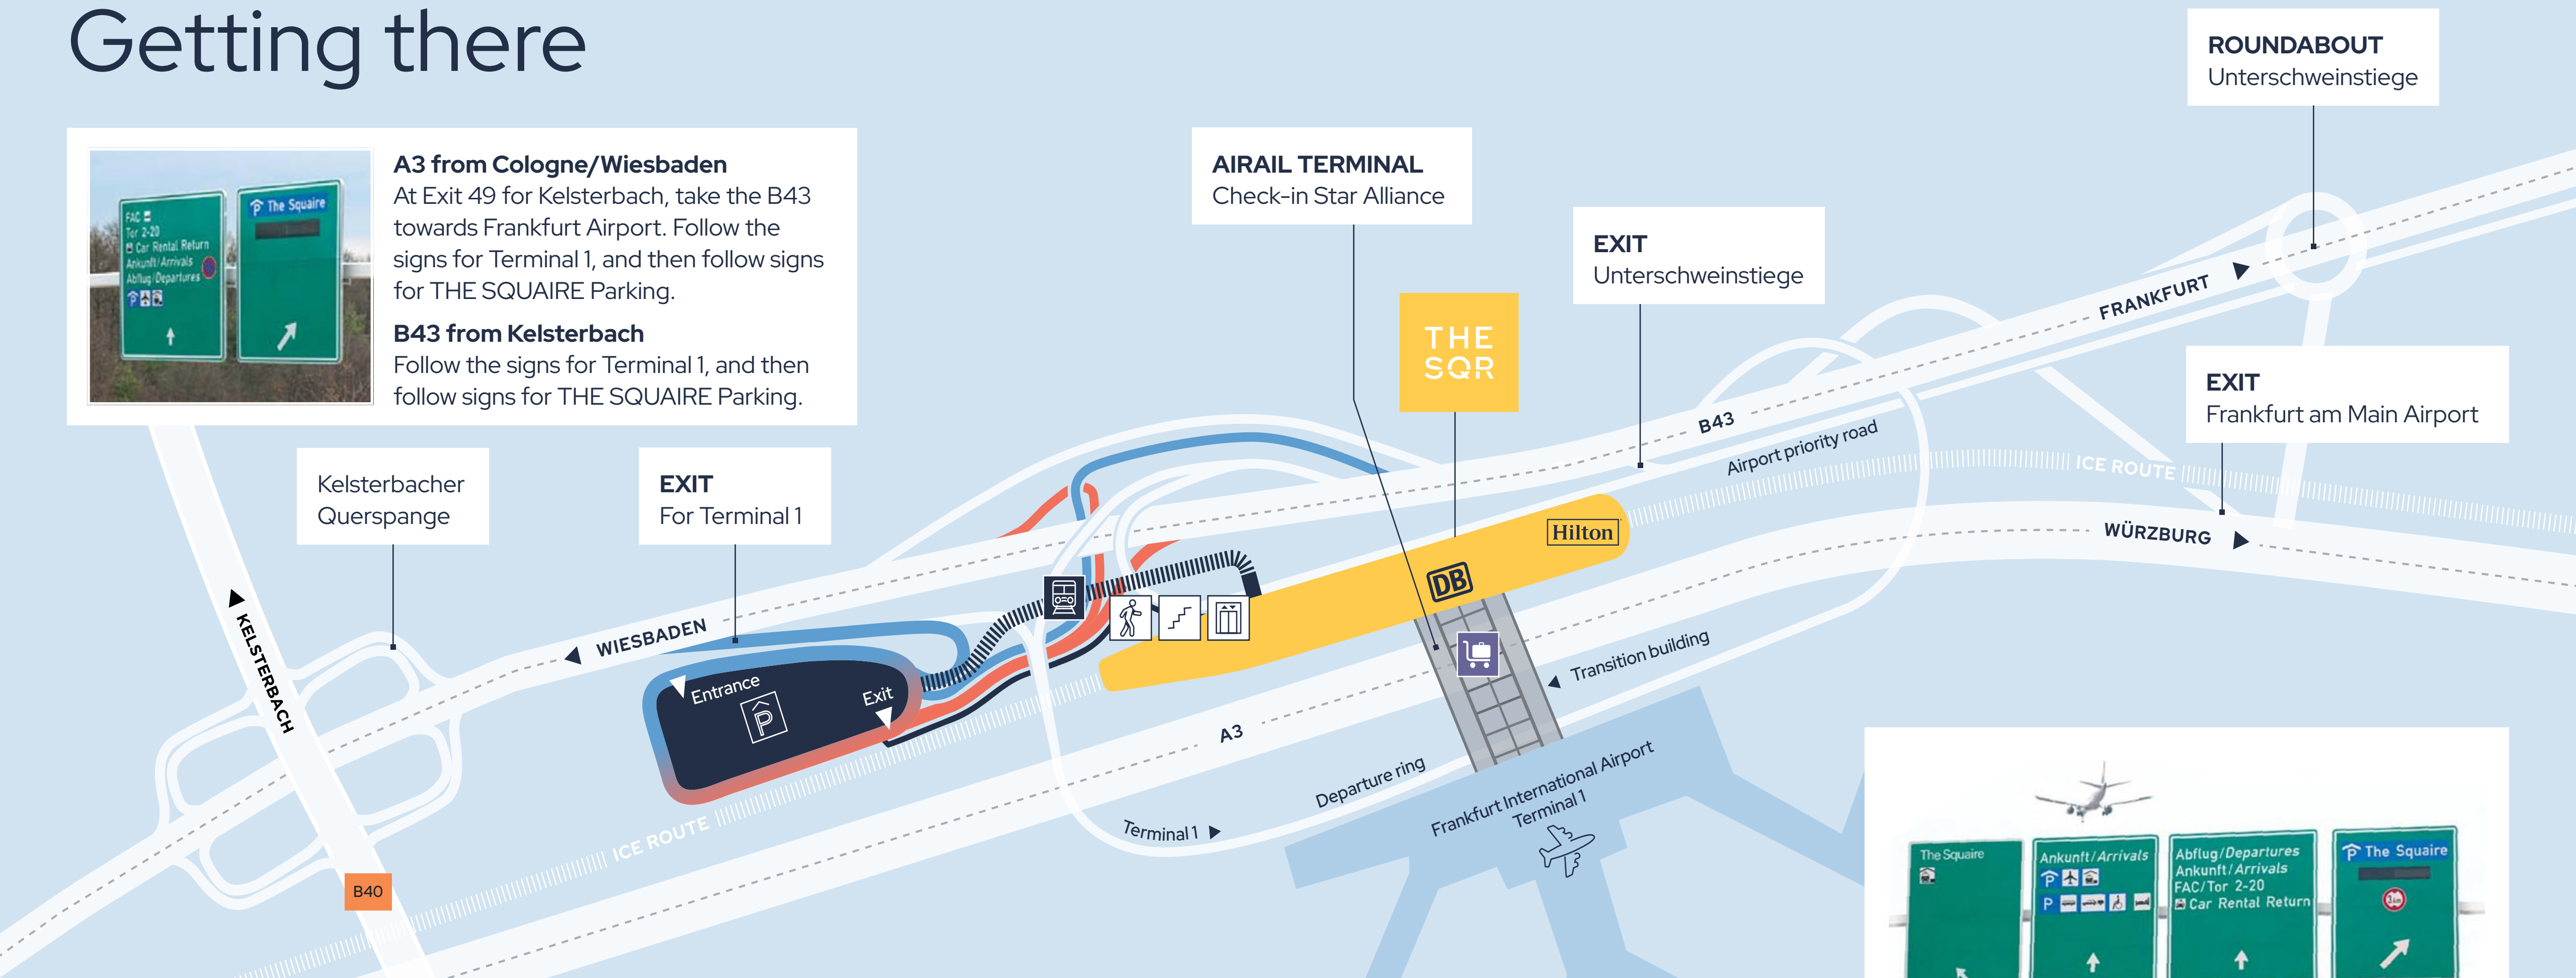 Getting there
FAC
Tor 2-20
Car Rental Return
Ankunft/Arrivals
Abflug/Departures
P
The Squaire
A3 from Cologne/Wiesbaden
At Exit 49 for Kelsterbach, take the B43
towards Frankfurt Airport. Follow the
signs for Terminal 1, and then follow signs
for THE SQUAIRE Parking.
B43 from Kelsterbach
Follow the signs for Terminal 1, and then
follow signs for THE SQUAIRE Parking.
AIRAIL TERMINAL
Check-in Star Alliance
THE
SQR
EXIT
Unterschweinstiege
ROUNDABOUT
Unterschweinstiege
EXIT
Frankfurt am Main Airport
Kelsterbacher
Querspange
EXIT
For Terminal 1
FRANKFURT
B43
Airport priority road
ICE ROUTE
WÜRZBURG
Hilton
DB
WIESBADEN
KELSTERBACH
Entrance
P
Exit
Transition building
A3
Departure ring
Frankfurt International Airport
Terminal 1
Terminal 1
ICE ROUTE
B40
The Squaire
Ankunft/Arrivals
P
P
Abflug/Departures
Ankunft/Arrivals
FAC/Tor 2-20
Car Rental Return
P The Squaire